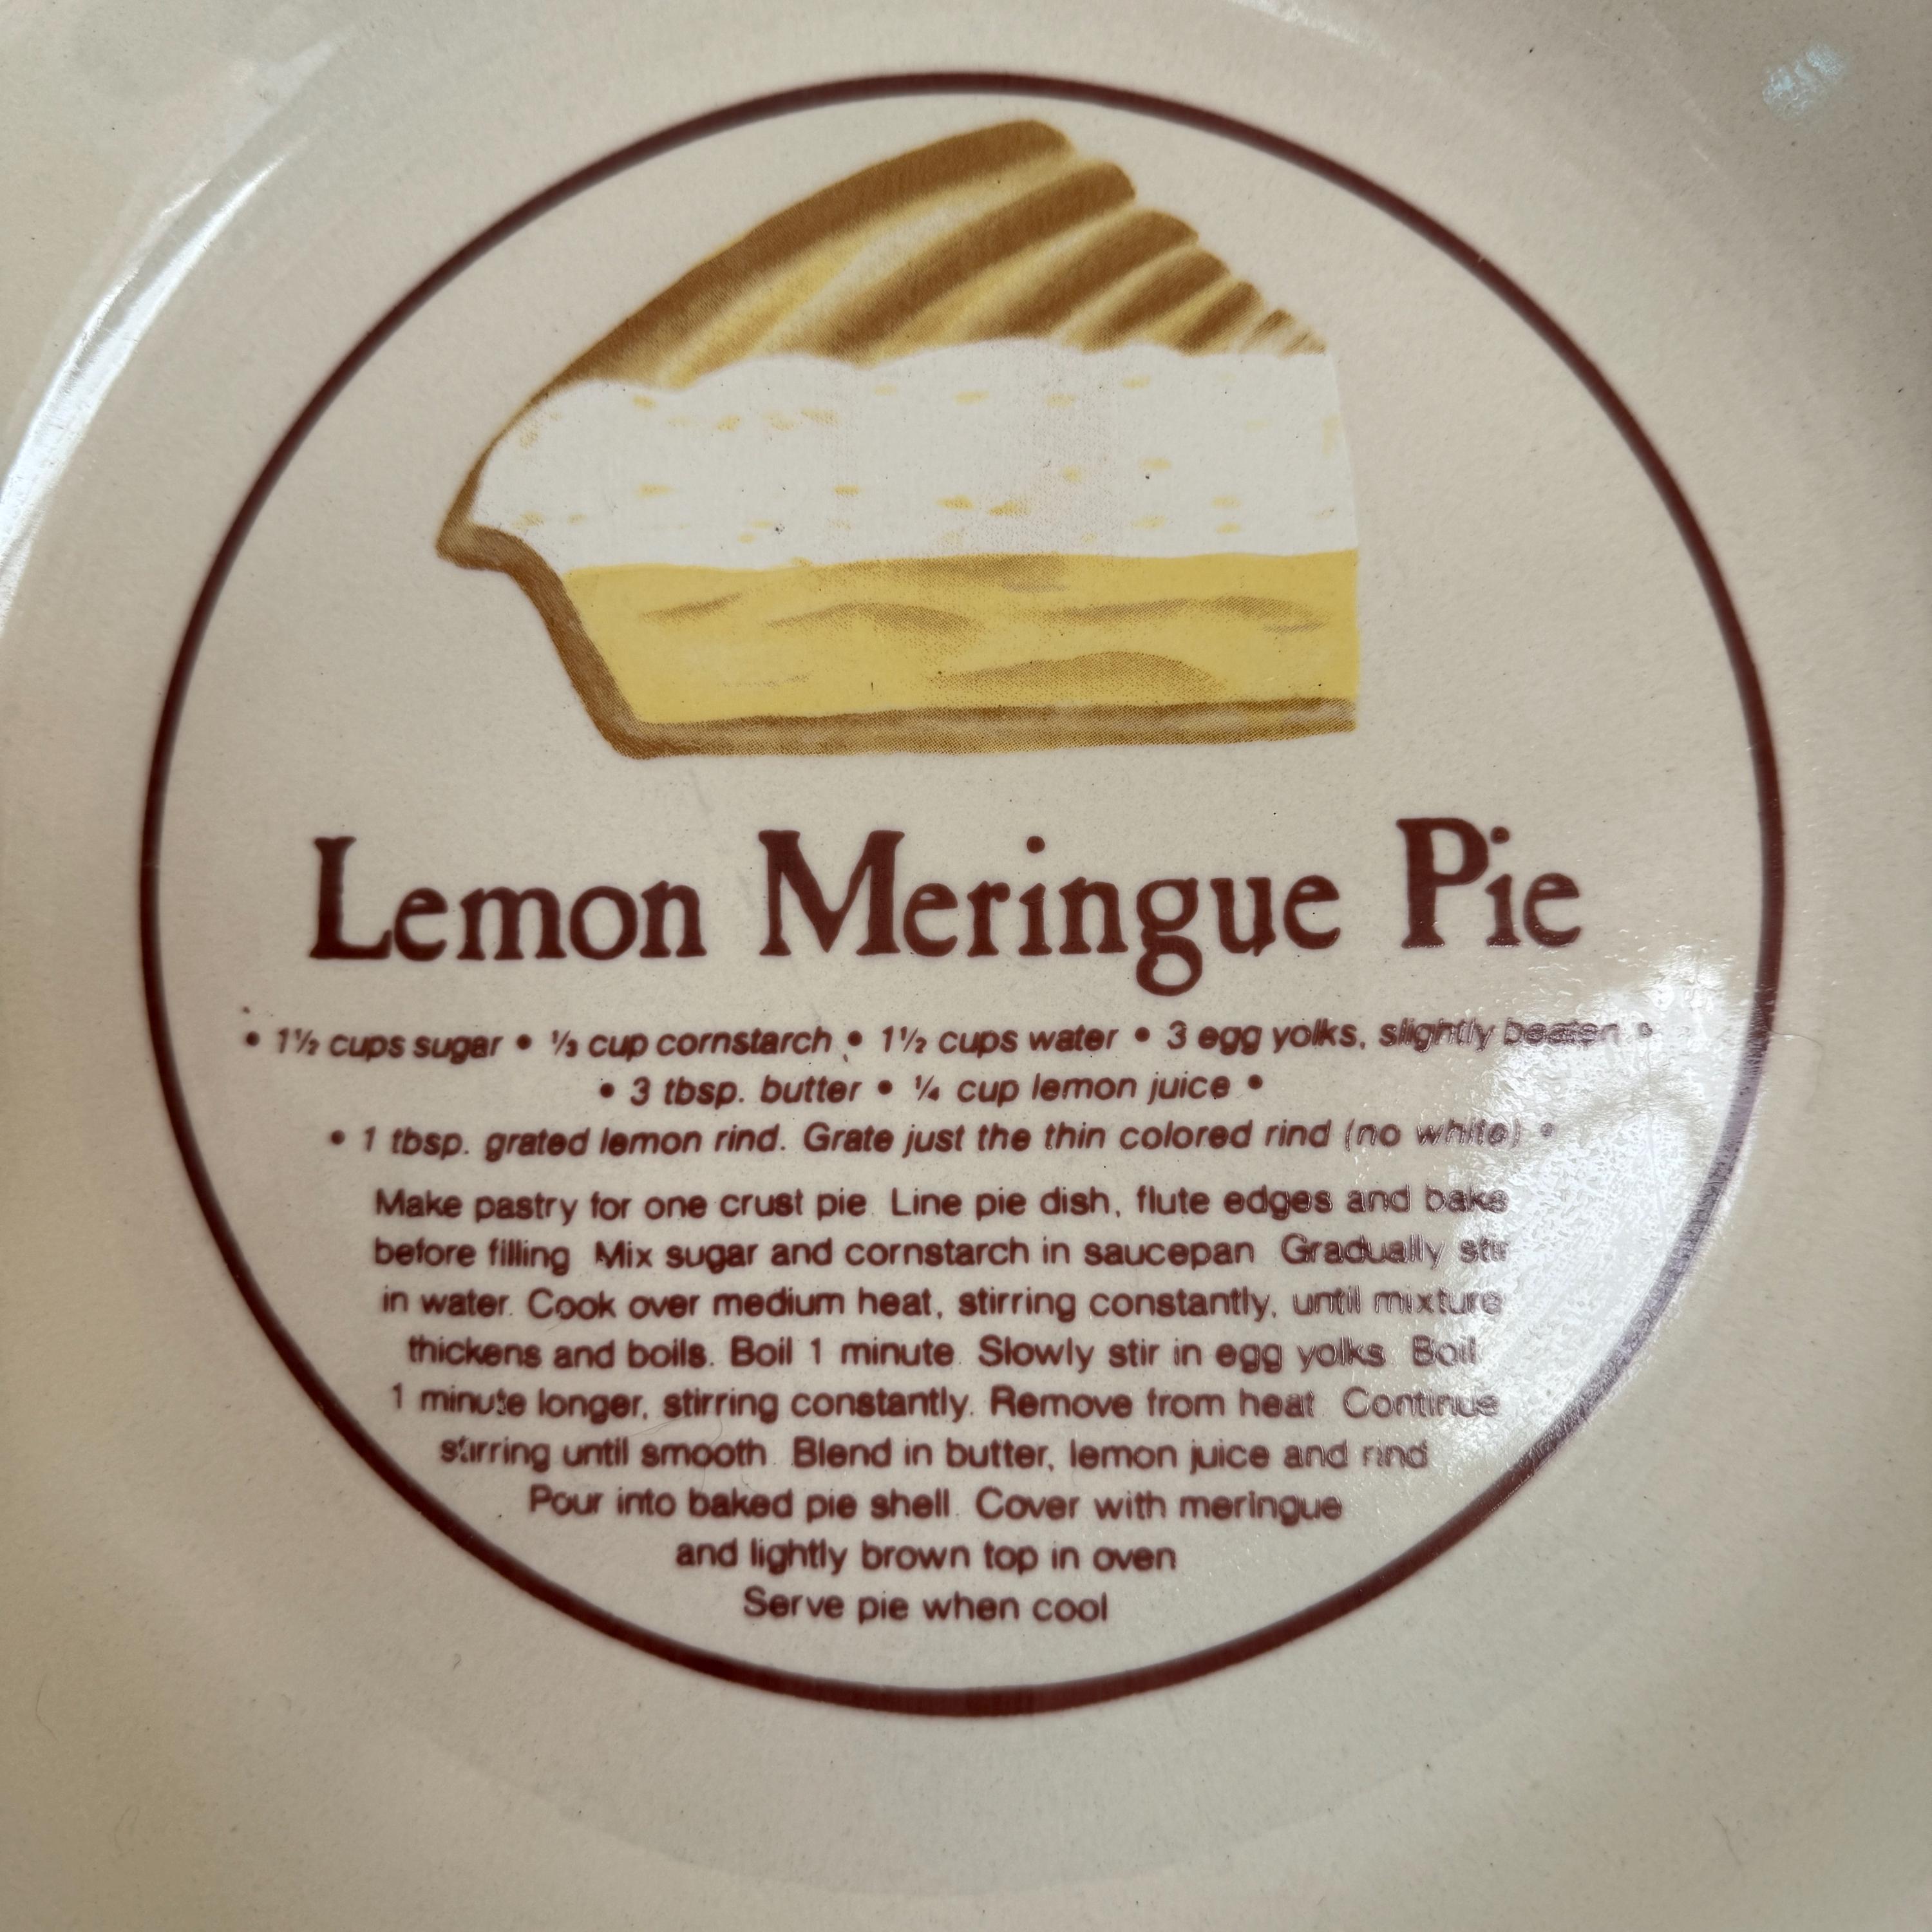 Lemon Meringue Pie
• 1½ cups sugar • ⅓ cup cornstarch • 1½ cups water • 3 egg yolks, slightly beaten •
• 3 tbsp. butter • ¼ cup lemon juice •
• 1 tbsp. grated lemon rind. Grate just the thin colored rind (no white) •
Make pastry for one crust pie. Line pie dish, flute edges and bake
before filling. Mix sugar and cornstarch in saucepan. Gradually stir
in water. Cook over medium heat, stirring constantly, until mixture
thickens and boils. Boil 1 minute. Slowly stir in egg yolks. Boil
1 minute longer, stirring constantly. Remove from heat. Continue
stirring until smooth. Blend in butter, lemon juice and rind
Pour into baked pie shell. Cover with meringue
and lightly brown top in oven
Serve pie when cool